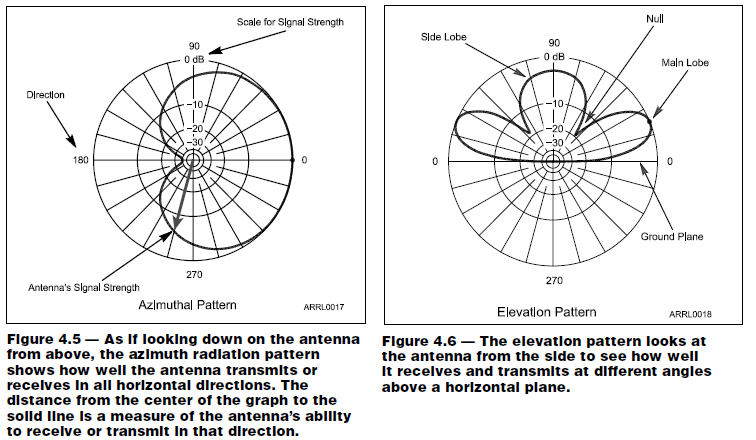 Scale for Signal Strength
90
0 dB
Direction
-10
-20
-30
180
0
270
Antenna's Signal Strength
Azimuthal Pattern
ARRL0017
Figure 4.5 — As if looking down on the antenna
from above, the azimuth radiation pattern
shows how well the antenna transmits or
receives in all horizontal directions. The
distance from the center of the graph to the
solid line is a measure of the antenna's ability
to receive or transmit in that direction.
Null
Side Lobe
90
0 dB
Main Lobe
-10
-20
-30
0
0
Ground Plane
270
Elevation Pattern
ARRL0018
Figure 4.6 — The elevation pattern looks at
the antenna from the side to see how well
it receives and transmits at different angles
above a horizontal plane.